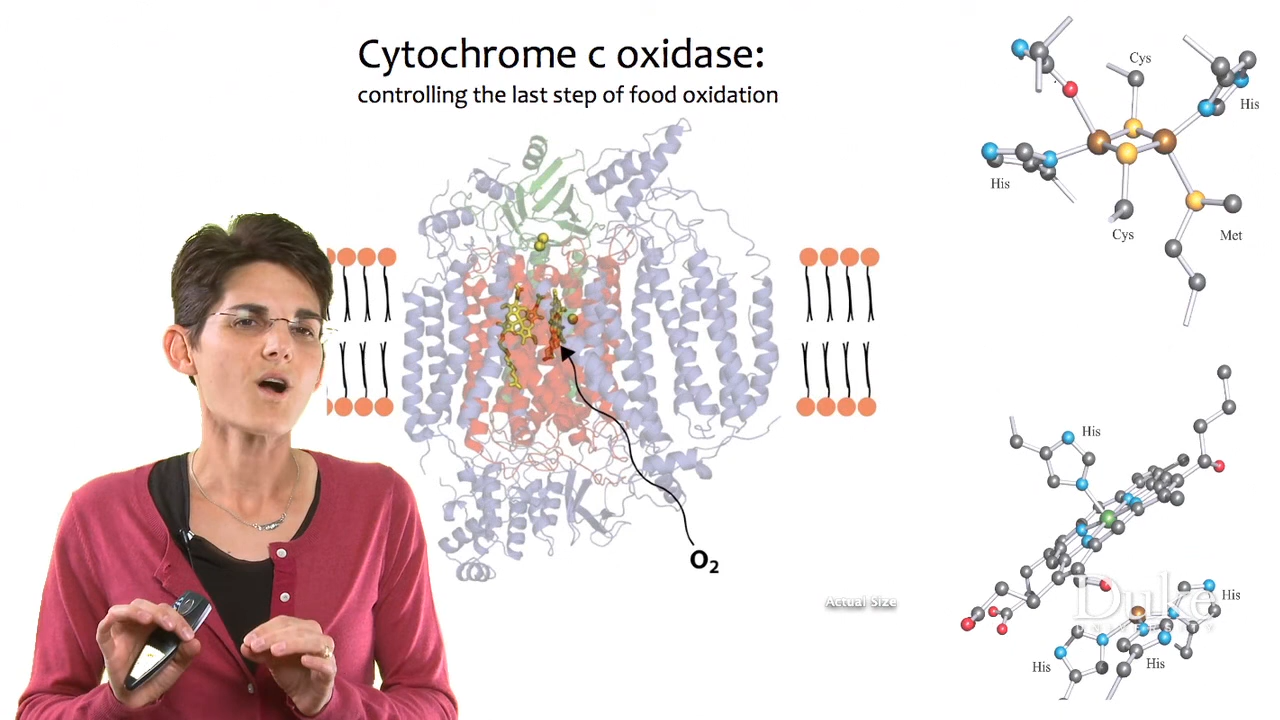 Cytochrome c oxidase:
controlling the last step of food oxidation
Cys
His
His
Cys
Met
His
O2
Actual Size
Duke
UNIVERSITY
His
His
His